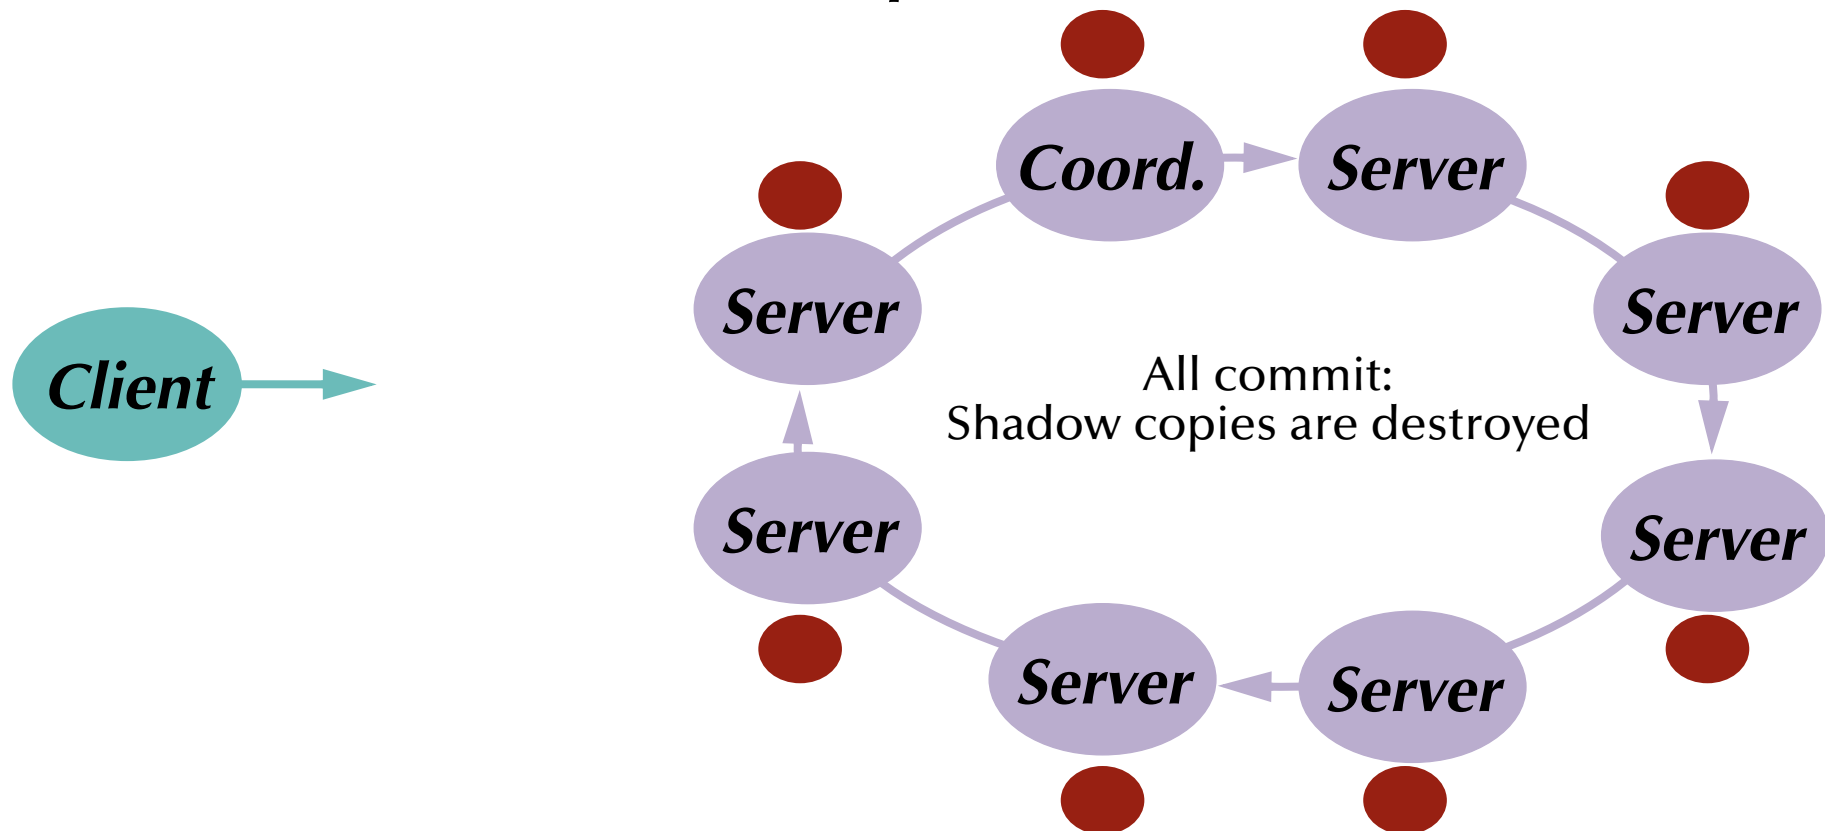 Coord.
Server
Server
Server
Client
All commit:
Shadow copies are destroyed
Server
Server
Server
Server